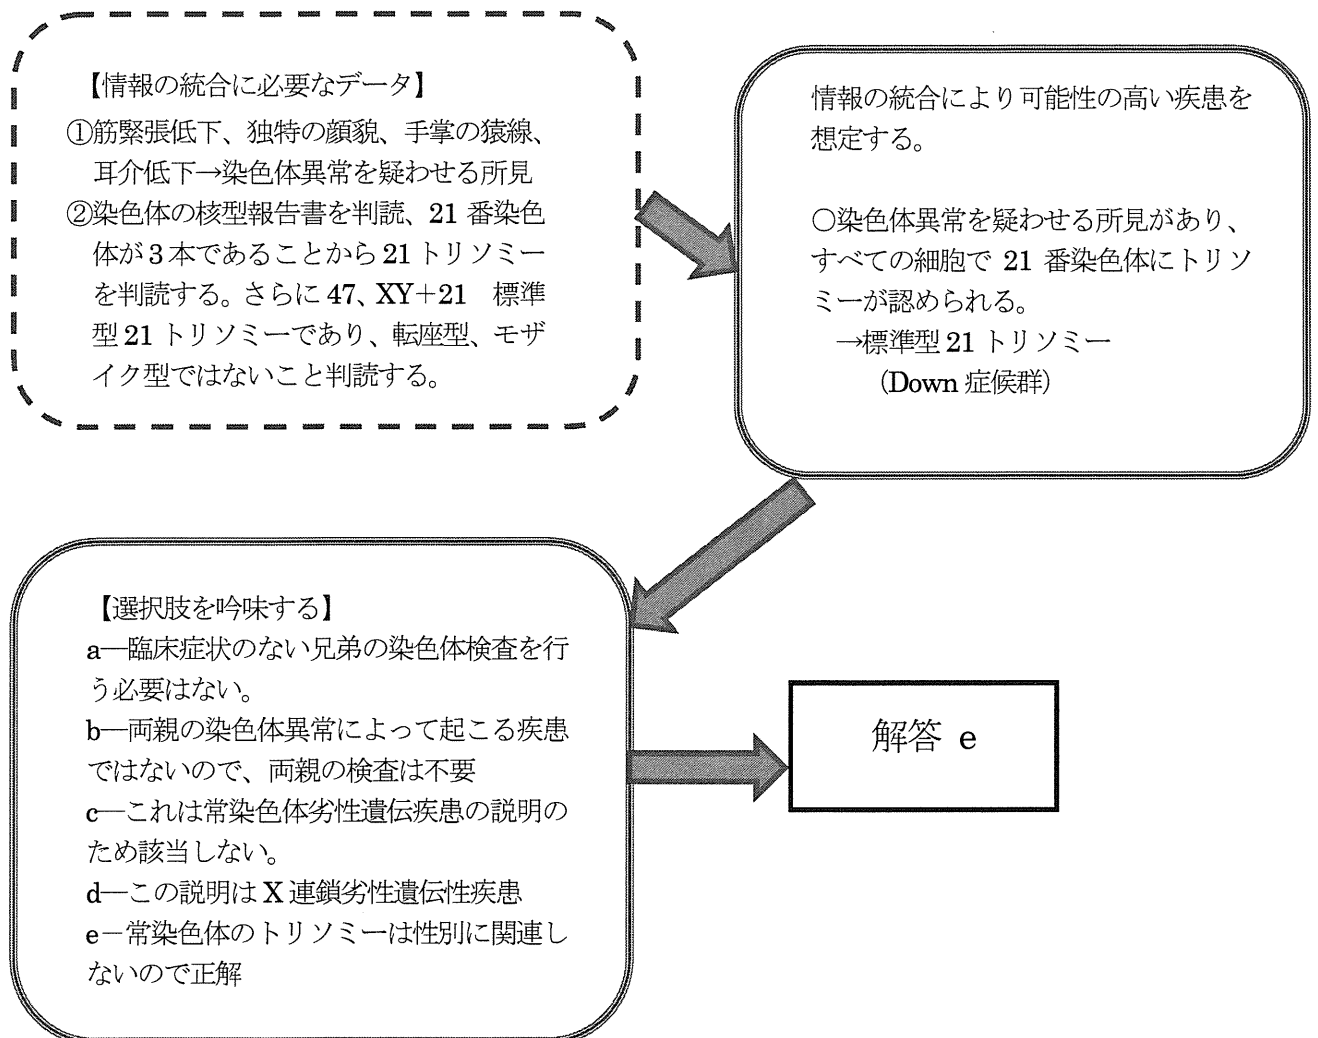 【情報の統合に必要なデータ】
①筋緊張低下、独特の顔貌、手掌の猿線、
耳介低下→染色体異常を疑わせる所見
②染色体の核型報告書を判読、21 番染色
体が 3 本であることから 21 トリソミー
を判読する。さらに 47、XY＋21 標準
型 21 トリソミーであり、転座型、モザ
イク型ではないこと判読する。
情報の統合により可能性の高い疾患を
想定する。
○染色体異常を疑わせる所見があり、
すべての細胞で 21 番染色体にトリソ
ミーが認められる。
→標準型 21 トリソミー
（Down 症候群）
【選択肢を吟味する】
a―臨床症状のない兄弟の染色体検査を行
う必要はない。
b―両親の染色体異常によって起こる疾患
ではないので、両親の検査は不要
c―これは常染色体劣性遺伝疾患の説明の
ため該当しない。
d―この説明は X 連鎖劣性遺伝性疾患
e－常染色体のトリソミーは性別に関連し
ないので正解
解答 e